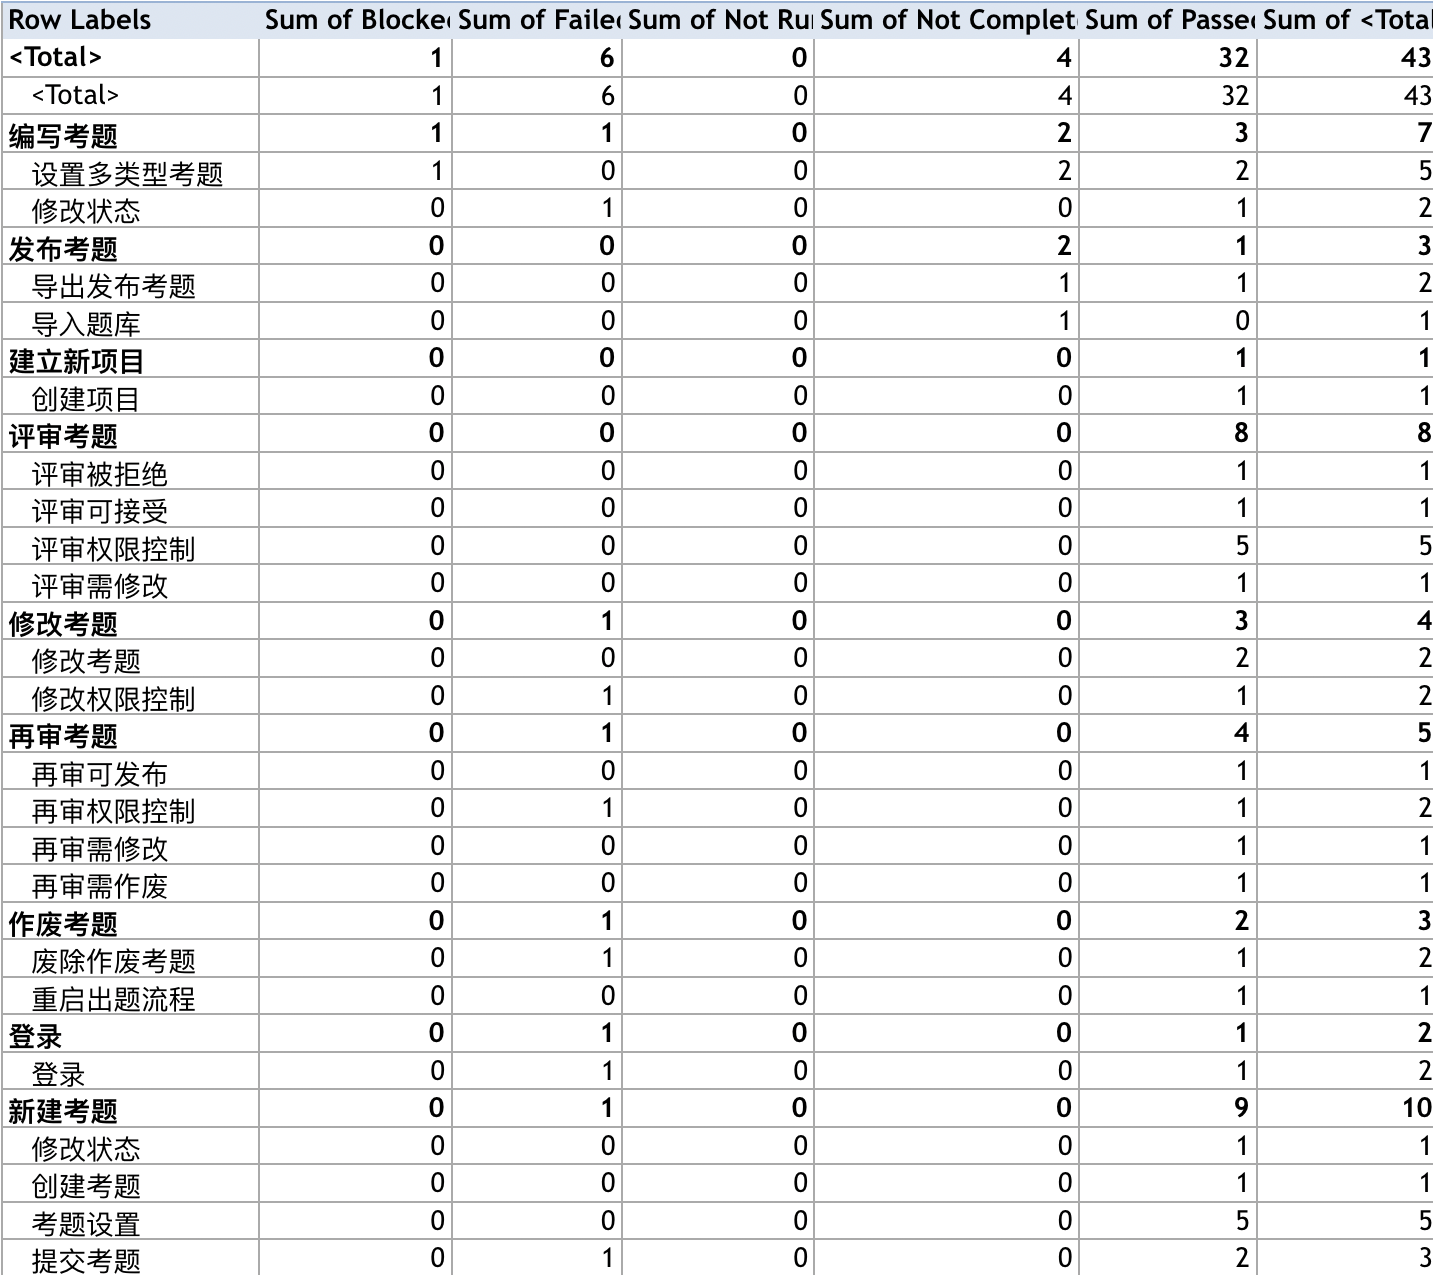 Row Labels Sum of Blocked Sum of Failed Sum of Not Run Sum of Not Complet Sum of Passed Sum of <Total
<Total> 1 6 0 4 32 43
<Total> 1 6 0 4 32 43
编写考题 1 1 0 2 3 7
设置多类型考题 1 0 0 2 2 5
修改状态 0 1 0 0 1 2
发布考题 0 0 0 2 1 3
导出发布考题 0 0 0 1 1 2
导入题库 0 0 0 1 0 1
建立新项目 0 0 0 0 1 1
创建项目 0 0 0 0 1 1
评审考题 0 0 0 0 8 8
评审被拒绝 0 0 0 0 1 1
评审可接受 0 0 0 0 1 1
评审权限控制 0 0 0 0 5 5
评审需修改 0 0 0 0 1 1
修改考题 0 1 0 0 3 4
修改考题 0 0 0 0 2 2
修改权限控制 0 1 0 0 1 2
再审考题 0 1 0 0 4 5
再审可发布 0 0 0 0 1 1
再审权限控制 0 1 0 0 1 2
再审需修改 0 0 0 0 1 1
再审需作废 0 0 0 0 1 1
作废考题 0 1 0 0 2 3
废除作废考题 0 1 0 0 1 2
重启出题流程 0 0 0 0 1 1
登录 0 1 0 0 1 2
登录 0 1 0 0 1 2
新建考题 0 1 0 0 9 10
修改状态 0 0 0 0 1 1
创建考题 0 0 0 0 1 1
考题设置 0 0 0 0 5 5
提交考题 0 1 0 0 2 3